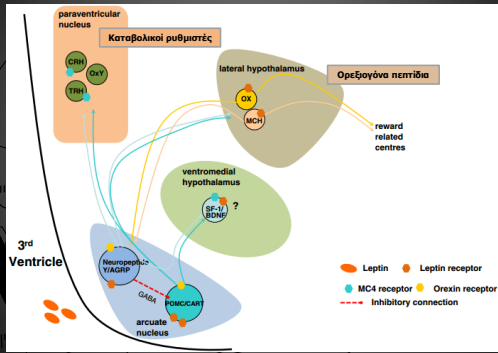 paraventricular
nucleus
Καταβολικοί ρυθμιστές
CRH
OxY
TRH
lateral hypothalamus
Ορεξιογόνα πεπτίδια
OX
MCH
reward
related
centres
ventromedial
hypothalamus
SF-1/
BDNF
?
3rd
Ventricle
Neuropeptide
Y/AGRP
GABA
POMC/CART
arcuate
nucleus
Leptin
Leptin receptor
MC4 receptor
Orexin receptor
Inhibitory connection